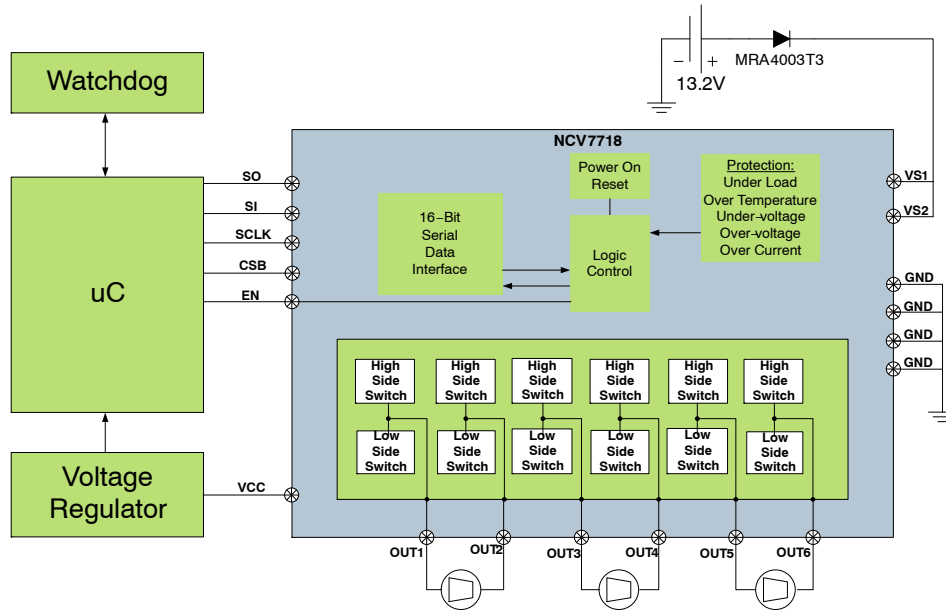 Watchdog
− +
13.2V
MRA4003T3
uC
SO
SI
SCLK
CSB
EN
Voltage
Regulator
VCC
NCV7718
Power On
Reset
Protection:
Under Load
Over Temperature
Under−voltage
Over−voltage
Over Current
16−Bit
Serial
Data
Interface
Logic
Control
VS1
VS2
GND
GND
GND
GND
High
Side
Switch
High
Side
Switch
High
Side
Switch
High
Side
Switch
High
Side
Switch
High
Side
Switch
Low
Side
Switch
Low
Side
Switch
Low
Side
Switch
Low
Side
Switch
Low
Side
Switch
Low
Side
Switch
OUT1
OUT2
OUT3
OUT4
OUT5
OUT6